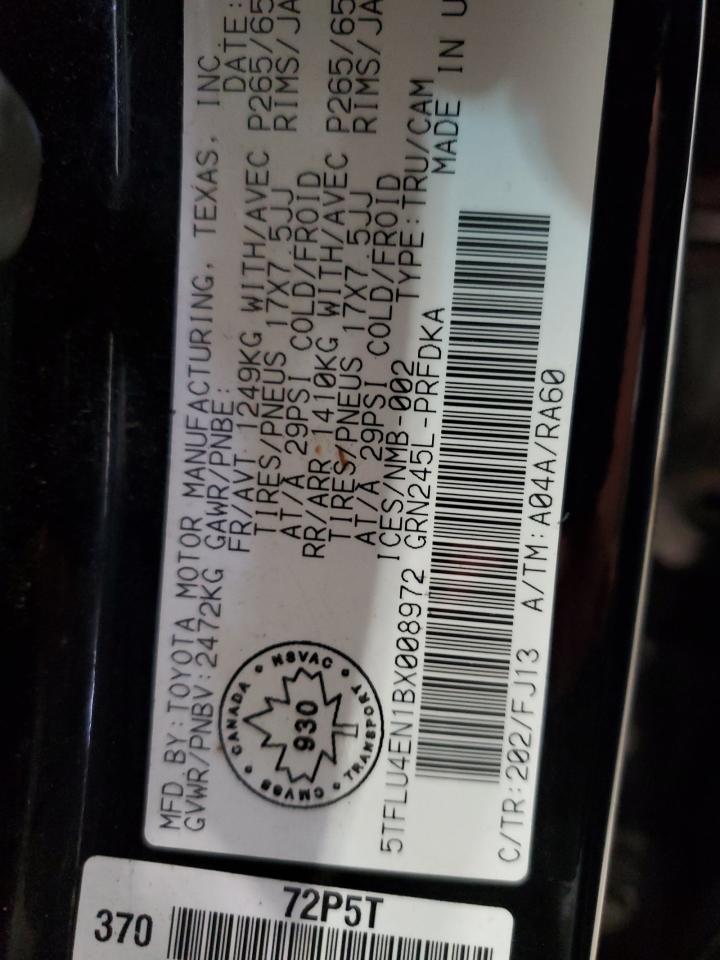 MFD. BY: TOYOTA MOTOR MANUFACTURING, TEXAS, INC
DATE:
GVWR/PNBV: 2472KG GAWR/PNBE:
FR/AVT 1249KG WITH/AVEC P265/65
TIRES/PNEUS 17X7.5JJ RIMS/JA
AT/A 29PSI COLD/FROID
RR/ARR 1410KG WITH/AVEC P265/65
TIRES/PNEUS 17X7.5JJ RIMS/JA
AT/A 29PSI COLD/FROID
ICES/NMB-002 TYPE: TRU/CAM
5TFLU4EN1BX008972 GRN245L-PRFDKA MADE IN U
C/TR: 202/FJ13 A/TM: A04A/RA60
CANADA • NSVAC • TRANSPORT • CMVSS •
930
72P5T
370